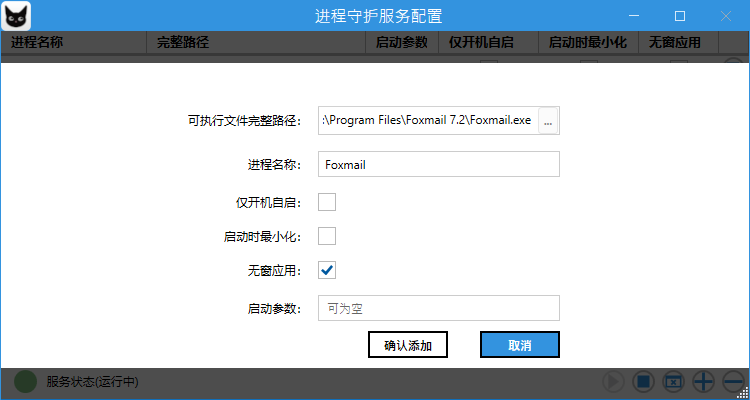 进程守护服务配置
进程名称 完整路径 启动参数 仅开机自启 启动时最小化 无窗应用
可执行文件完整路径： :\Program Files\Foxmail 7.2\Foxmail.exe ...
进程名称： Foxmail
仅开机自启：
启动时最小化：
无窗应用：
启动参数： 可为空
确认添加 取消
服务状态(运行中)